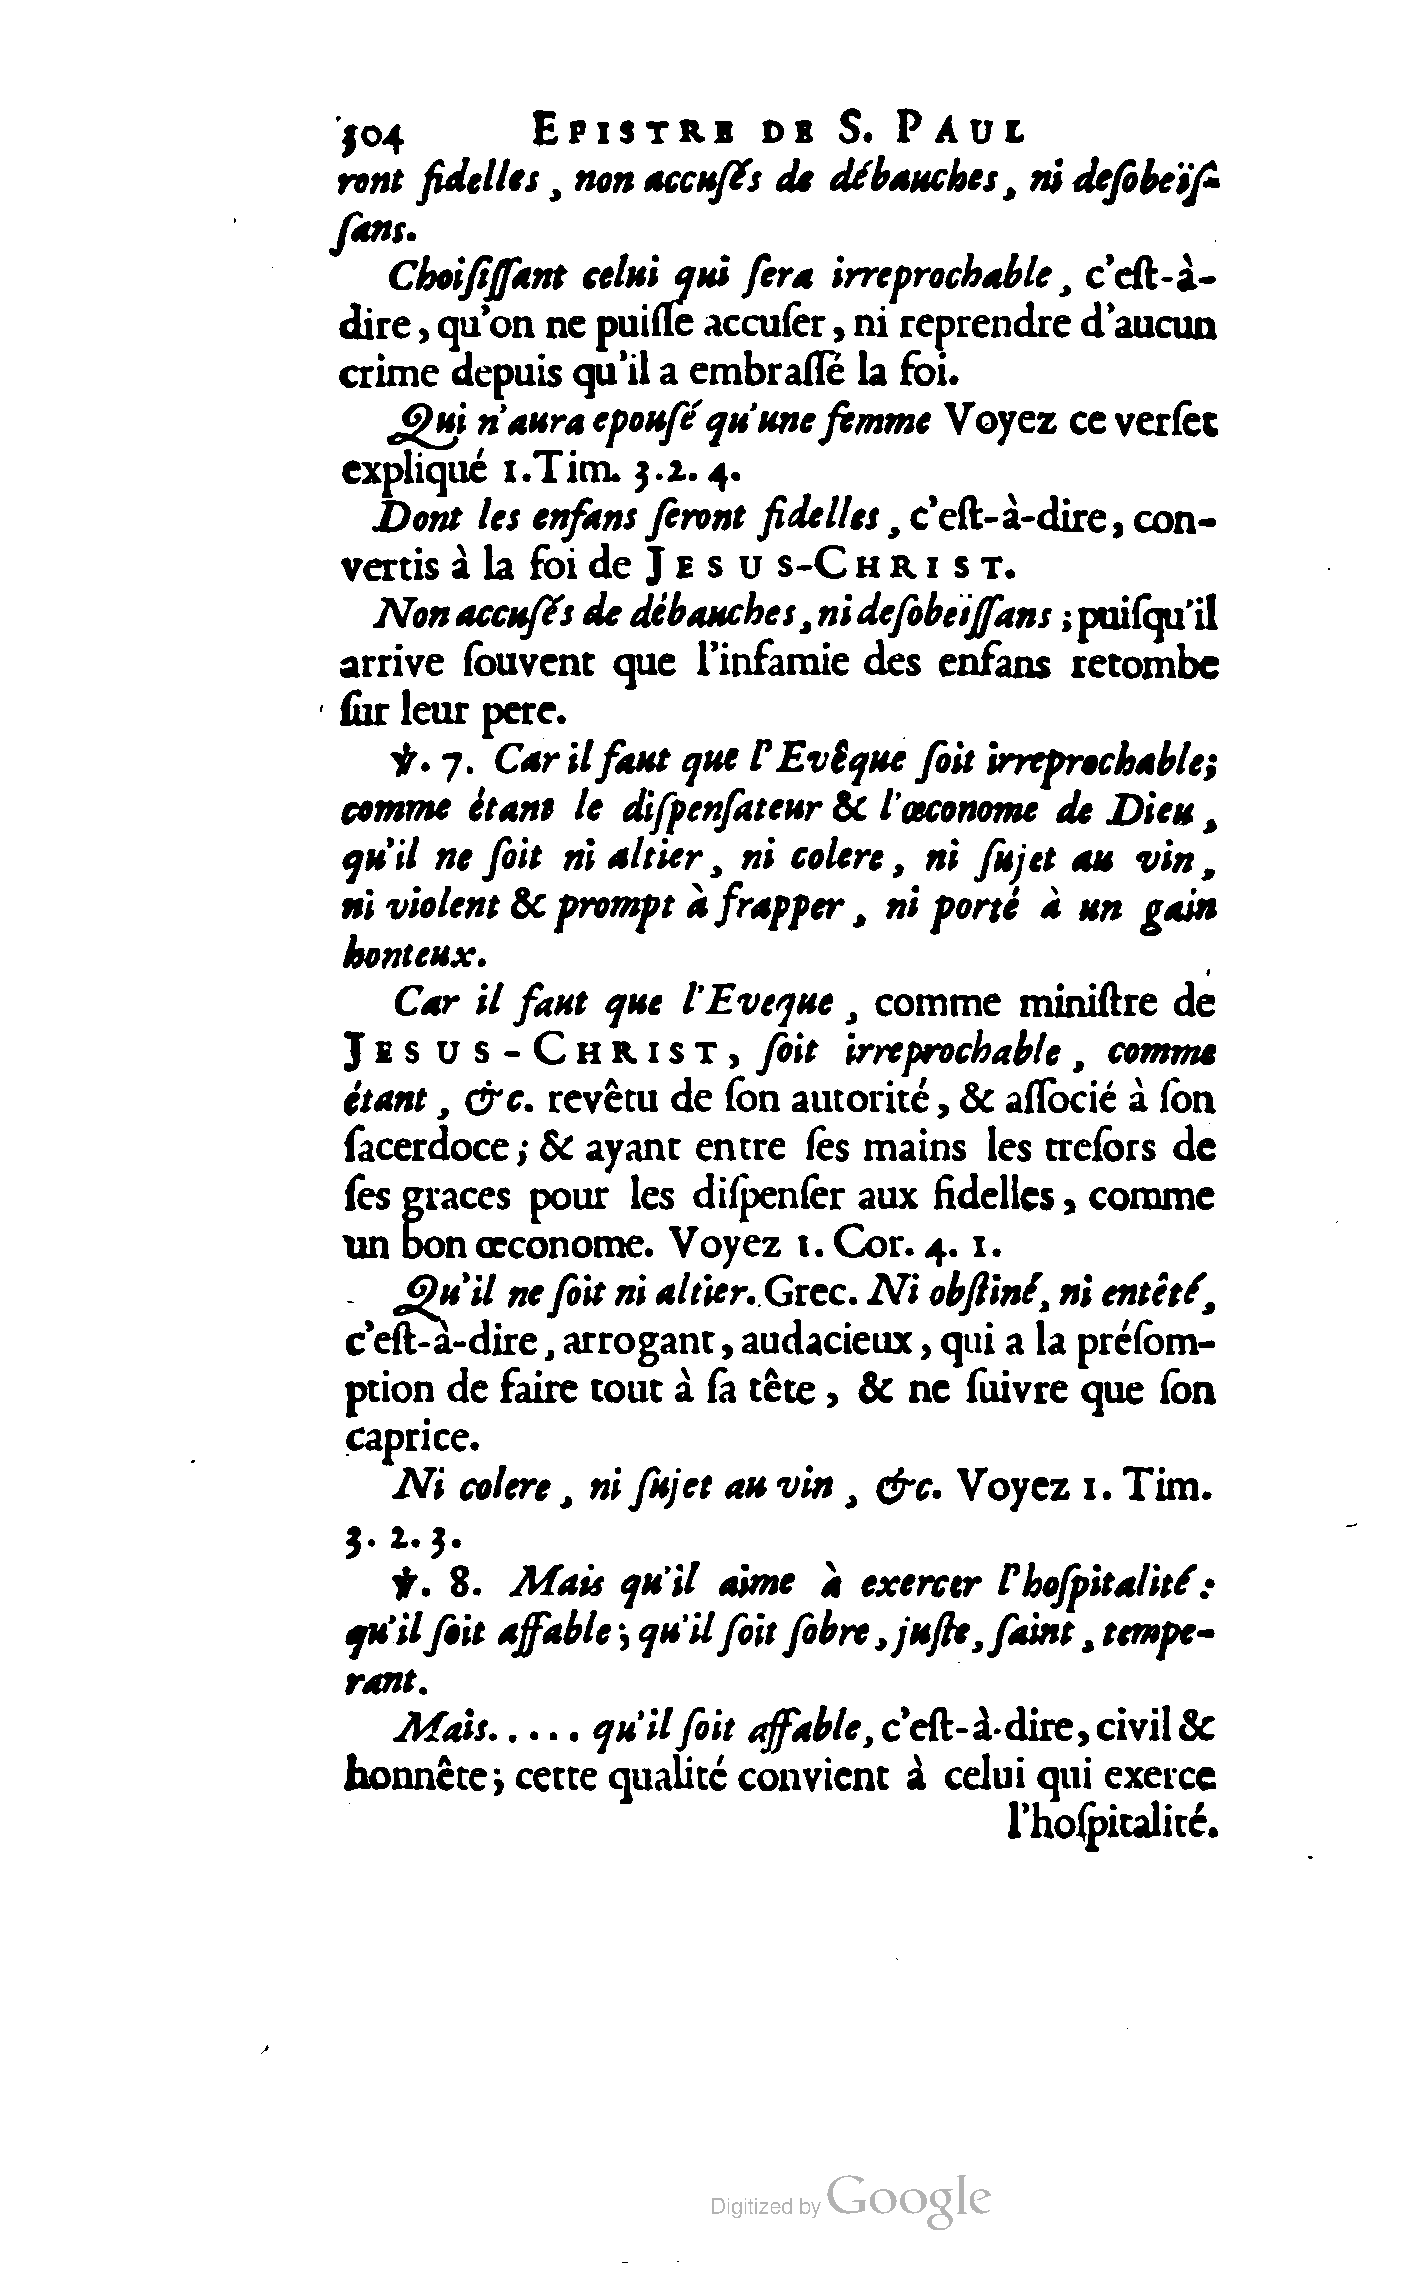 304 EPISTRE DE S. PAUL
ront fidelles, non accuſés de débauches, ni deſobeïſ-
ſans.
Choiſiſſant celui qui ſera irreprochable, c'eſt-à-
dire, qu'on ne puiſſe accuſer, ni reprendre d'aucun
crime depuis qu'il a embraſſé la foi.
Qui n'aura epouſé qu'une femme Voyez ce verſet
expliqué 1. Tim. 3. 2. 4.
Dont les enfans ſeront fidelles, c'eſt-à-dire, con-
vertis à la foi de JESUS-CHRIST.
Non accuſés de débauches, ni deſobeïſſans; puiſqu'il
arrive ſouvent que l'infamie des enfans retombe
ſur leur pere.
℣. 7. Car il faut que l'Evêque ſoit irreprochable;
comme étant le diſpenſateur & l'œconome de Dieu,
qu'il ne ſoit ni altier, ni colere, ni ſujet au vin,
ni violent & prompt à frapper, ni porté à un gain
honteux.
Car il faut que l'Eveque, comme miniſtre de
JESUS-CHRIST, ſoit irreprochable, comme
étant, &c. revêtu de ſon autorité, & aſſocié à ſon
ſacerdoce; & ayant entre ſes mains les treſors de
ſes graces pour les diſpenſer aux fidelles, comme
un bon œconome. Voyez 1. Cor. 4. 1.
Qu'il ne ſoit ni altier. Grec. Ni obſtiné, ni entêté,
c'eſt-à-dire, arrogant, audacieux, qui a la préſom-
ption de faire tout à ſa tête, & ne ſuivre que ſon
caprice.
Ni colere, ni ſujet au vin, &c. Voyez 1. Tim.
3. 2. 3.
℣. 8. Mais qu'il aime à exercer l'hoſpitalité:
qu'il ſoit affable; qu'il ſoit ſobre, juſte, ſaint, tempe-
rant.
Mais..... qu'il ſoit affable, c'eſt-à-dire, civil &
honnête; cette qualité convient à celui qui exerce
l'hoſpitalité.
Digitized by Google